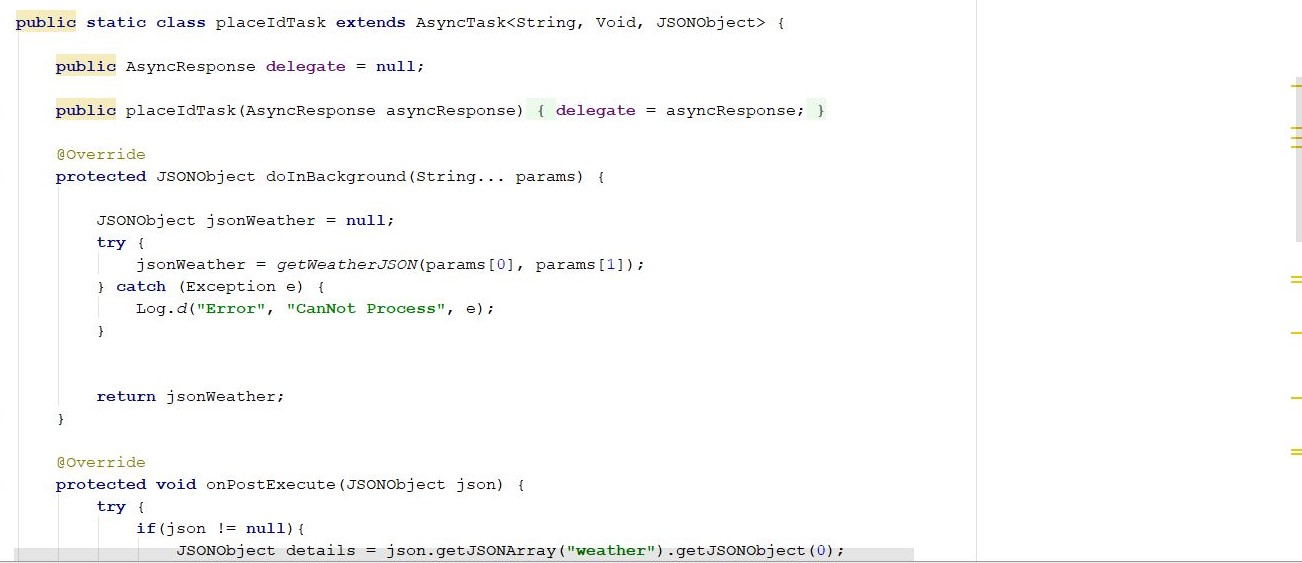 public static class placeIdTask extends AsyncTask<String, Void, JSONObject> {
public AsyncResponse delegate = null;
public placeIdTask(AsyncResponse asyncResponse) { delegate = asyncResponse; }
@Override
protected JSONObject doInBackground(String... params) {
JSONObject jsonWeather = null;
try {
jsonWeather = getWeatherJSON(params[0], params[1]);
} catch (Exception e) {
Log.d("Error", "CanNot Process", e);
}
return jsonWeather;
}
@Override
protected void onPostExecute(JSONObject json) {
try {
if(json != null){
JSONObject details = json.getJSONArray("weather").getJSONObject(0);